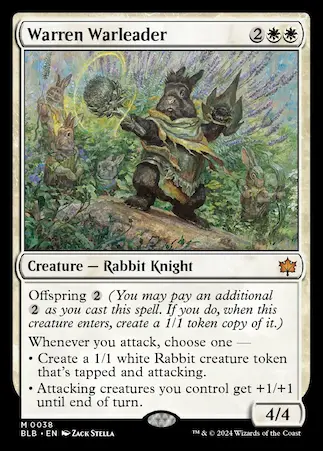 Warren Warleader 2
Creature — Rabbit Knight
Offspring 2 (You may pay an additional
2 as you cast this spell. If you do, when this
creature enters, create a 1/1 token copy of it.)
Whenever you attack, choose one —
• Create a 1/1 white Rabbit creature token
that's tapped and attacking.
• Attacking creatures you control get +1/+1
until end of turn.
4/4
M 0038
BLB • EN Zack Stella
™ & © 2024 Wizards of the Coast